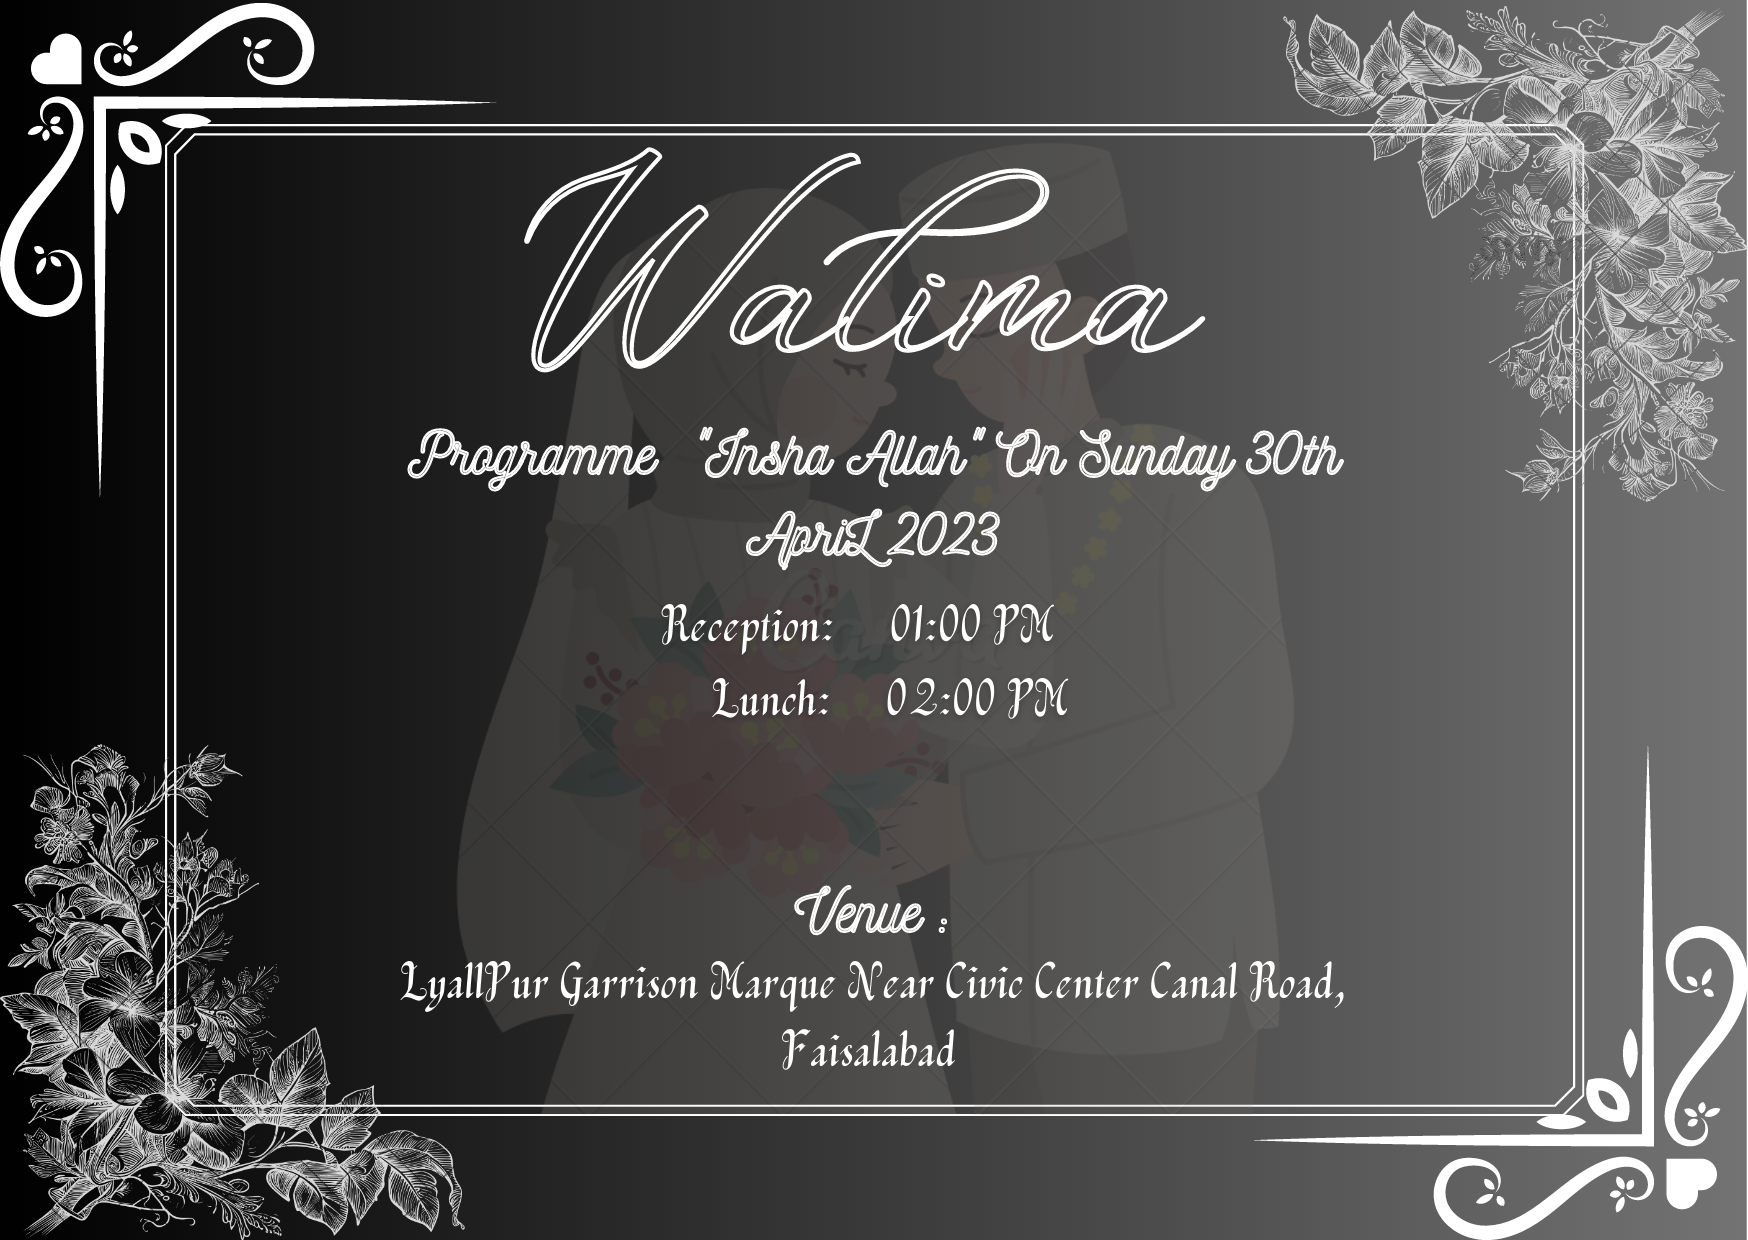 Walima
Programme "Insha Allah" On Sunday 30th
ApriL 2023
Reception: 01:00 PM
Lunch: 02:00 PM
Venue :
LyallPur Garrison Marque Near Civic Center Canal Road,
Faisalabad